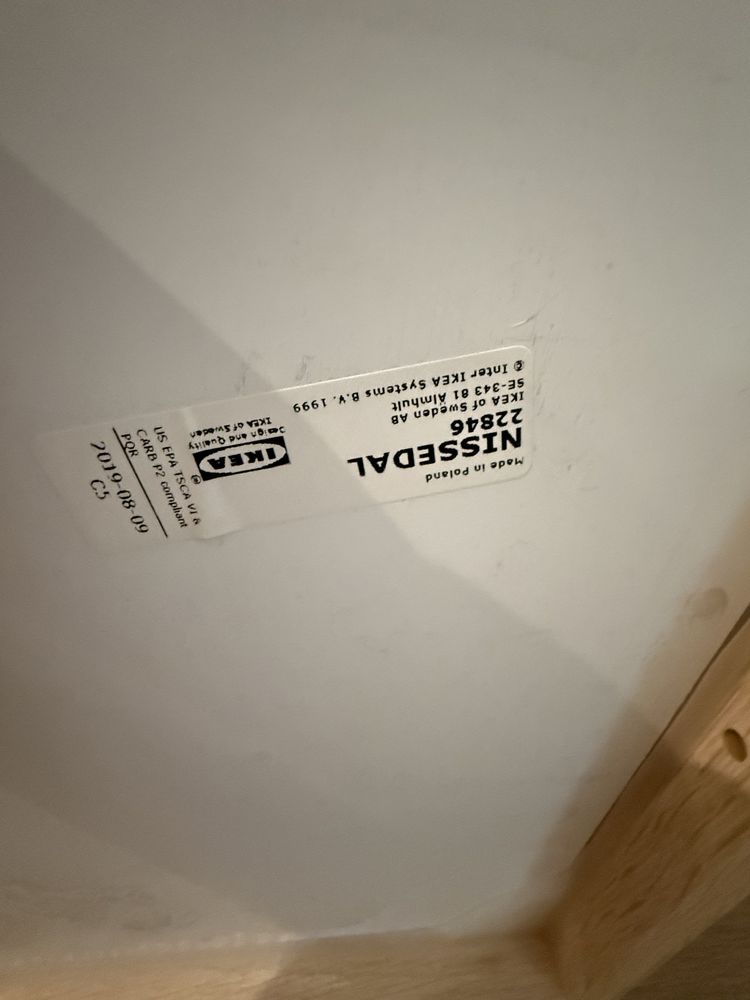 Made in Poland
NISSEDAL
22846
IKEA of Sweden AB
SE-343 81 Älmhult
© Inter IKEA Systems B.V. 1999
IKEA
®
Design and Quality
IKEA of Sweden
US EPA TSCA VI &
CARB P2 compliant
PQR
2019-08-09
C5